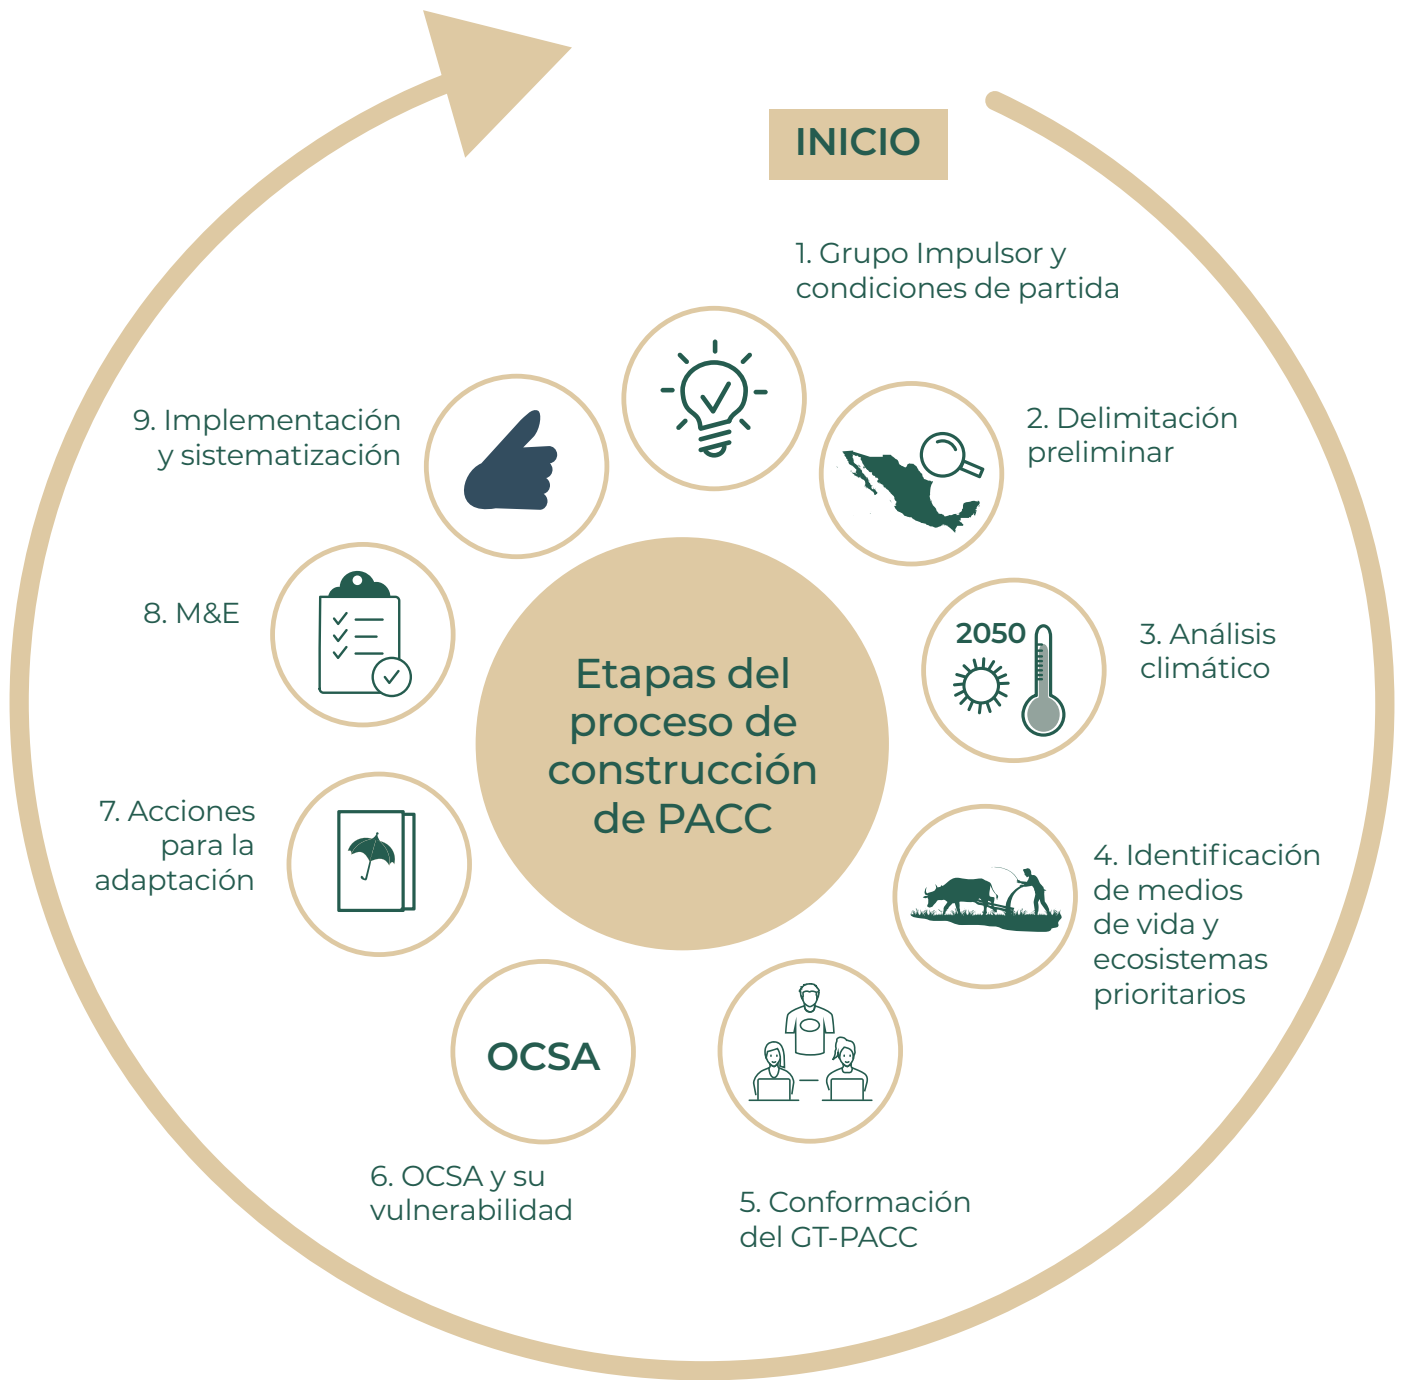 INICIO
1. Grupo Impulsor y
condiciones de partida
2. Delimitación
preliminar
2050
3. Análisis
climático
4. Identificación
de medios
de vida y
ecosistemas
prioritarios
5. Conformación
del GT-PACC
OCSA
6. OCSA y su
vulnerabilidad
7. Acciones
para la
adaptación
8. M&E
9. Implementación
y sistematización
Etapas del
proceso de
construcción
de PACC